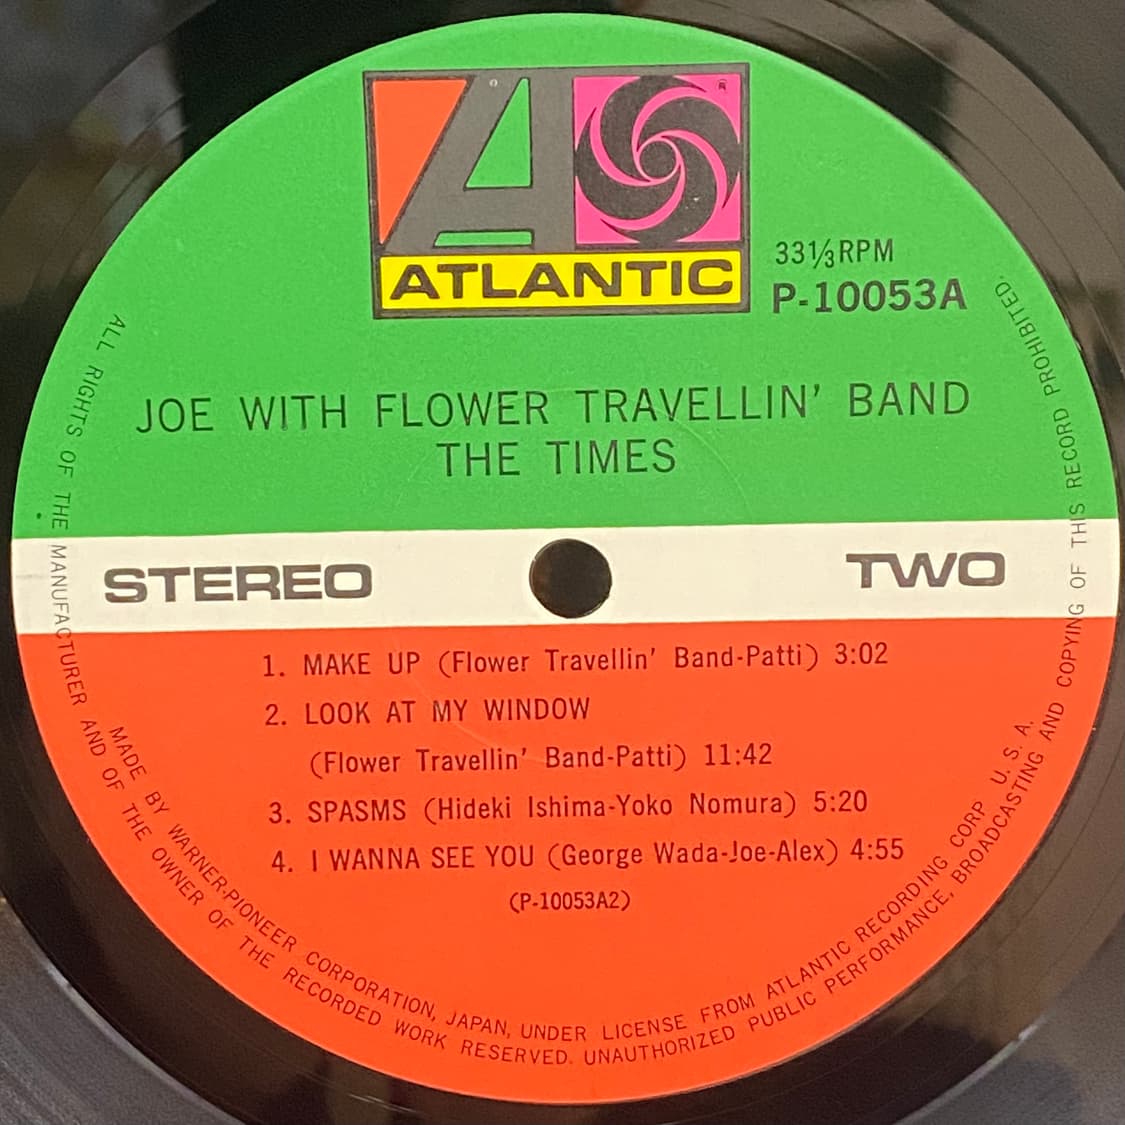 ATLANTIC
33⅓RPM
P-10053A
JOE WITH FLOWER TRAVELLIN' BAND
THE TIMES
STEREO
TWO
1. MAKE UP (Flower Travellin' Band-Patti) 3:02
2. LOOK AT MY WINDOW
(Flower Travellin' Band-Patti) 11:42
3. SPASMS (Hideki Ishima-Yoko Nomura) 5:20
4. I WANNA SEE YOU (George Wada-Joe-Alex) 4:55
(P-10053A2)
MADE BY WARNER-PIONEER CORPORATION, JAPAN, UNDER LICENSE FROM ATLANTIC RECORDING CORP. U. S. A.
ALL RIGHTS OF THE MANUFACTURER AND OF THE OWNER OF THE RECORDED WORK RESERVED. UNAUTHORIZED PUBLIC PERFORMANCE, BROADCASTING AND COPYING OF THIS RECORD PROHIBITED.